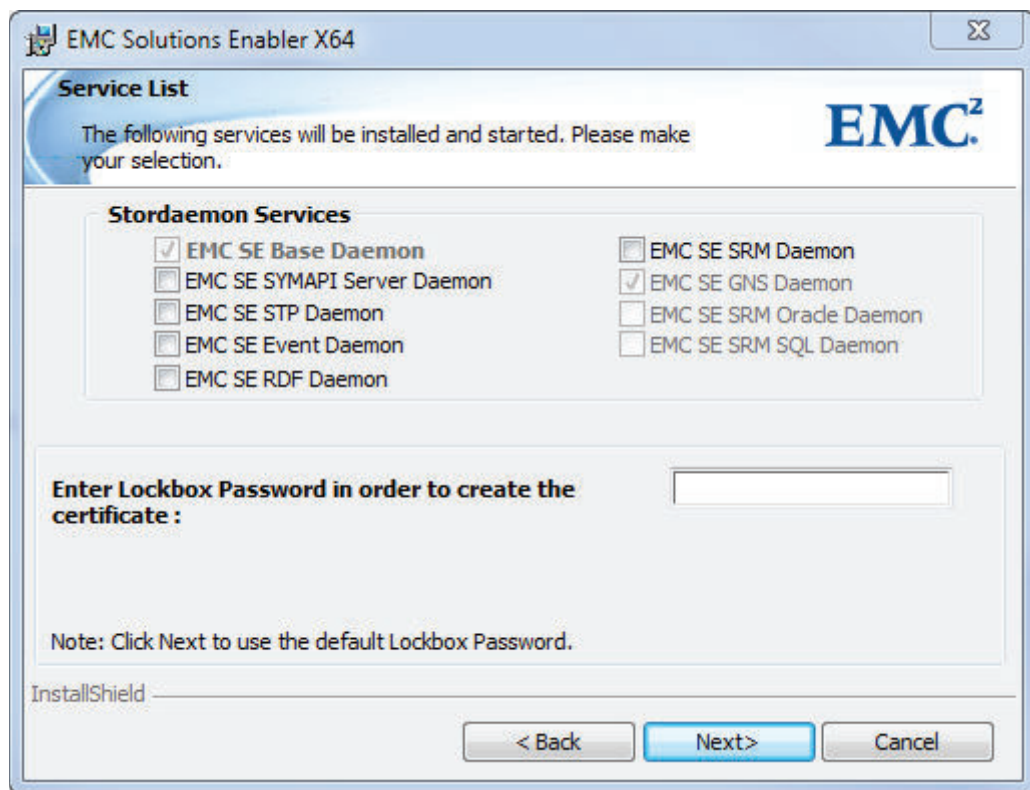 EMC Solutions Enabler X64
Service List
The following services will be installed and started. Please make
your selection.
EMC²
Stordaemon Services
EMC SE Base Daemon
EMC SE SYMAPI Server Daemon
EMC SE STP Daemon
EMC SE Event Daemon
EMC SE RDF Daemon
EMC SE SRM Daemon
EMC SE GNS Daemon
EMC SE SRM Oracle Daemon
EMC SE SRM SQL Daemon
Enter Lockbox Password in order to create the
certificate :
Note: Click Next to use the default Lockbox Password.
InstallShield
< Back
Next>
Cancel